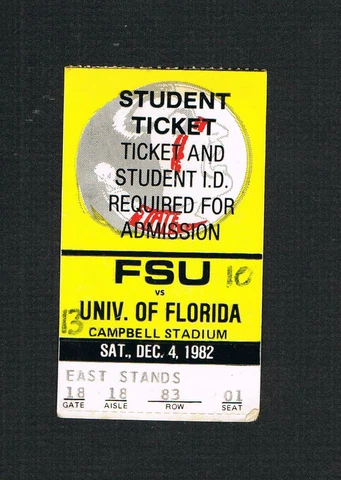 STUDENT
TICKET
TICKET AND
STUDENT I.D.
REQUIRED FOR
ADMISSION
STATE
FSU
10
VS
UNIV. OF FLORIDA
13
CAMPBELL STADIUM
SAT., DEC. 4, 1982
EAST STANDS
18 18 83 01
GATE AISLE ROW SEAT